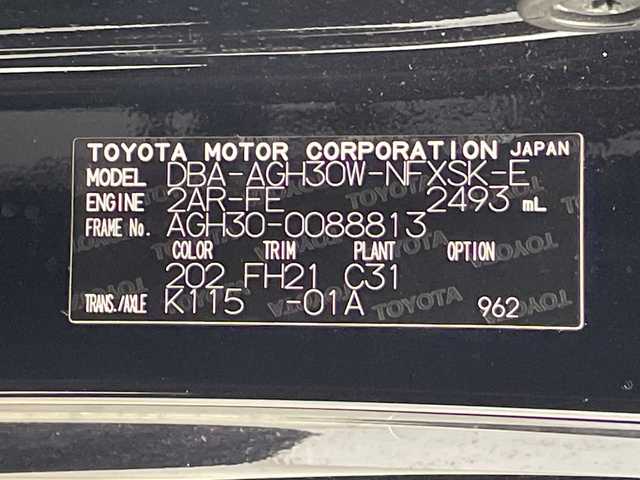 TOYOTA MOTOR CORPORATION JAPAN
MODEL DBA-AGH30W-NFXSK-E
ENGINE 2AR-FE 2493 mL
FRAME No. AGH30-0088813
COLOR TRIM PLANT OPTION
202 FH21 C31
TRANS./AXLE K115 -01A 962